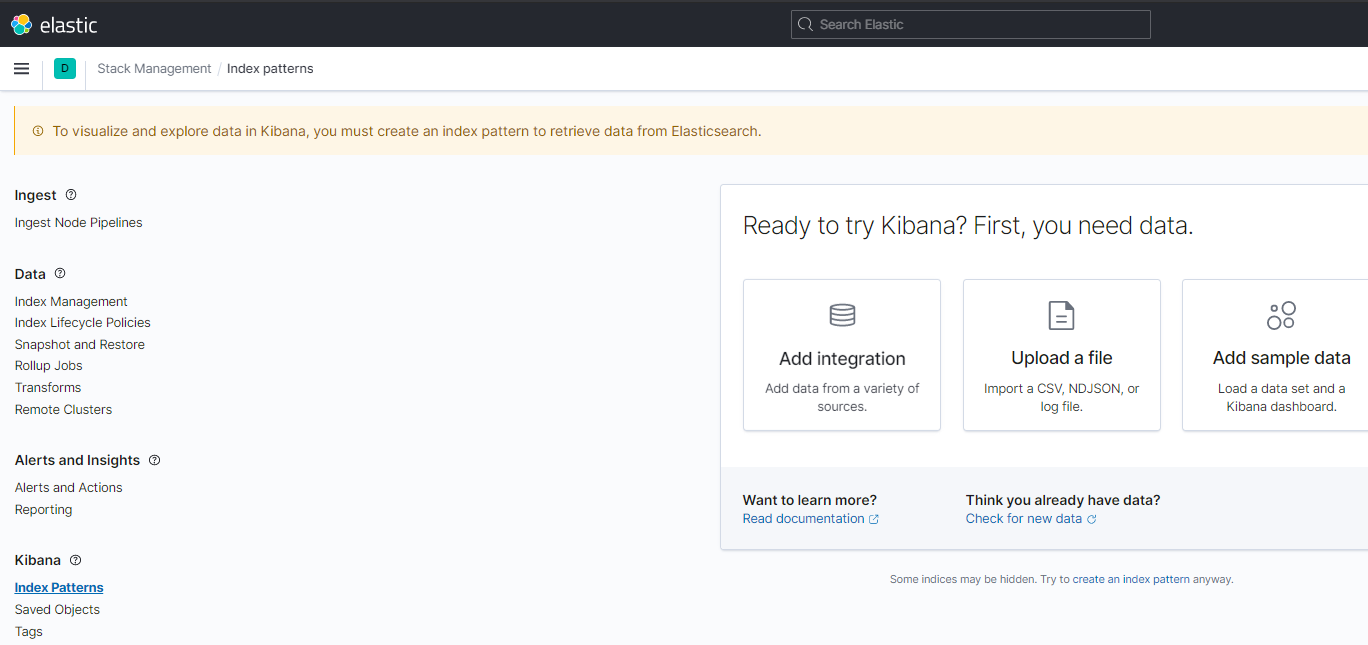 elastic
Search Elastic
D
Stack Management / Index patterns
To visualize and explore data in Kibana, you must create an index pattern to retrieve data from Elasticsearch.
Ingest
Ingest Node Pipelines
Data
Index Management
Index Lifecycle Policies
Snapshot and Restore
Rollup Jobs
Transforms
Remote Clusters
Alerts and Insights
Alerts and Actions
Reporting
Kibana
Index Patterns
Saved Objects
Tags
Ready to try Kibana? First, you need data.
Add integration
Add data from a variety of
sources.
Upload a file
Import a CSV, NDJSON, or
log file.
Add sample data
Load a data set and a
Kibana dashboard.
Want to learn more?
Read documentation
Think you already have data?
Check for new data
Some indices may be hidden. Try to create an index pattern anyway.